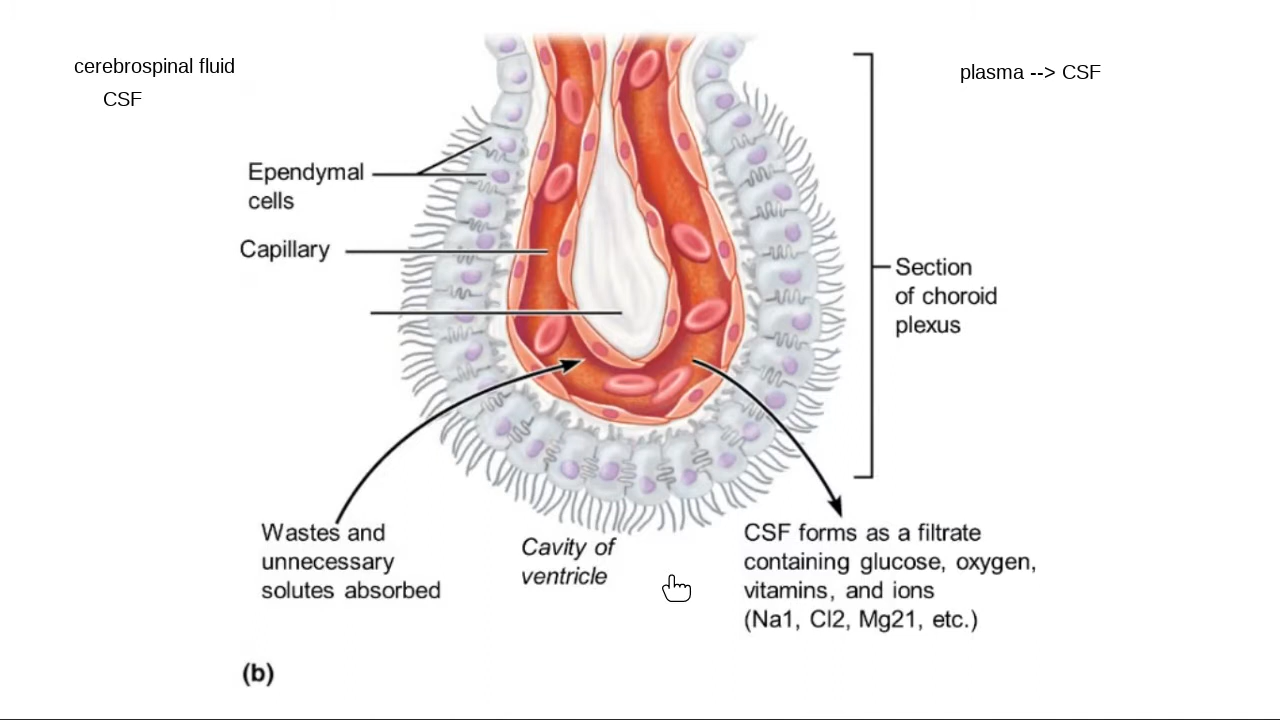 cerebrospinal fluid
CSF
plasma --> CSF
Ependymal
cells
Capillary
Section
of choroid
plexus
Wastes and
unnecessary
solutes absorbed
Cavity of
ventricle
CSF forms as a filtrate
containing glucose, oxygen,
vitamins, and ions
(Na1, Cl2, Mg21, etc.)
(b)